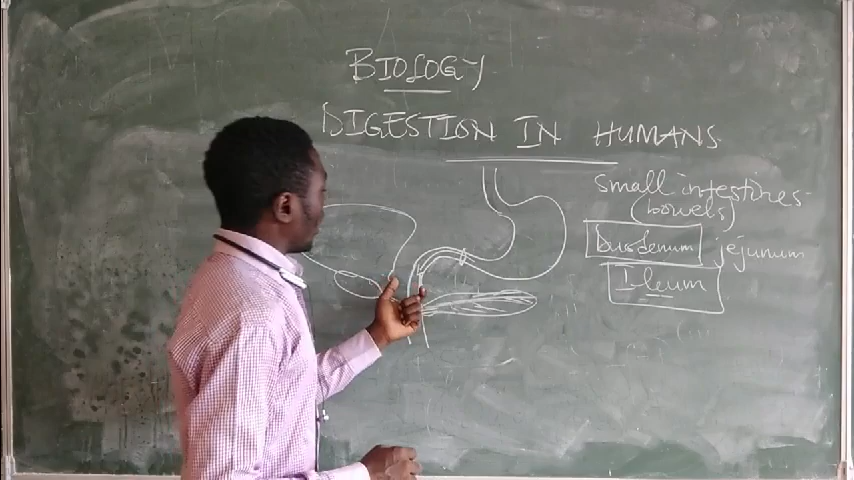 BIOLOGY
DIGESTION IN HUMANS
Small intestines
(bowels)
duodenum jejunum
Ileum